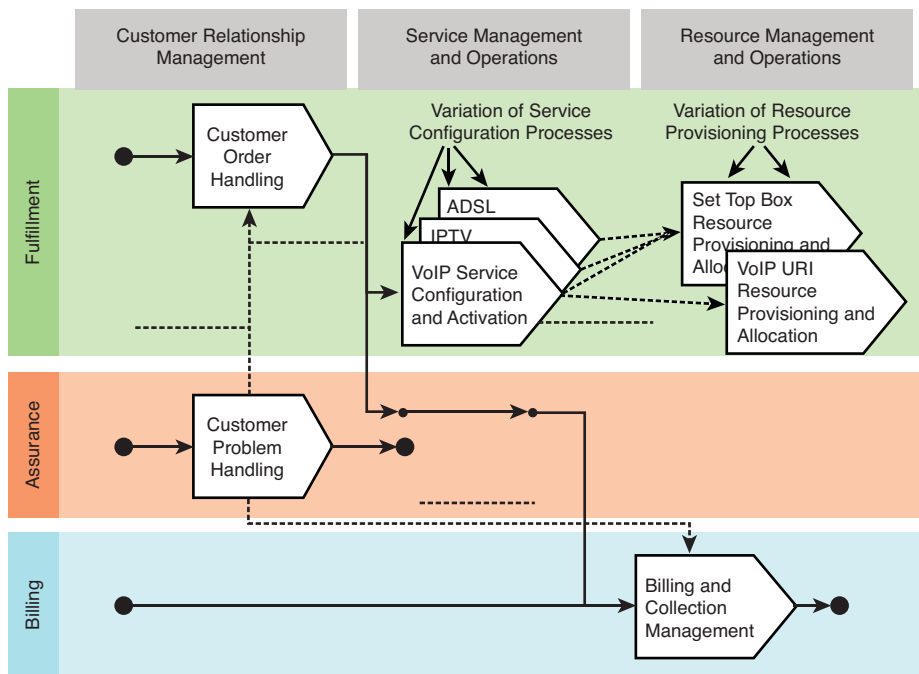 Customer Relationship
Management
Service Management
and Operations
Resource Management
and Operations
Fulfillment
Customer
Order
Handling
Variation of Service
Configuration Processes
ADSL
IPTV
VoIP Service
Configuration
and Activation
Variation of Resource
Provisioning Processes
Set Top Box
Resource
Provisioning and
Alloc
VoIP URI
Resource
Provisioning and
Allocation
Assurance
Customer
Problem
Handling
Billing
Billing and
Collection
Management